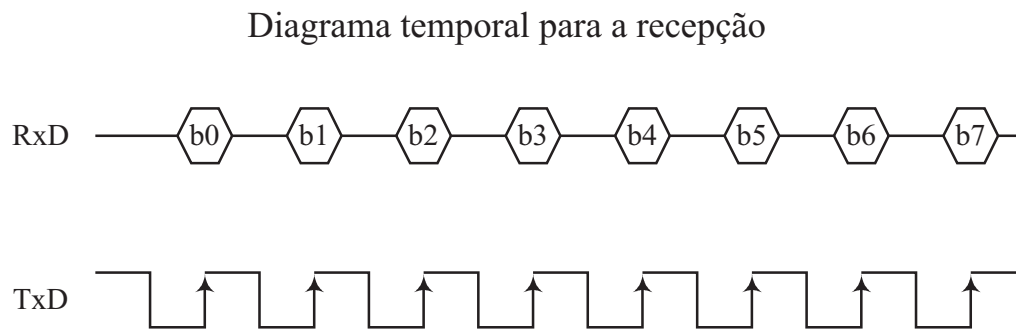 Diagrama temporal para a recepção
RxD b0 b1 b2 b3 b4 b5 b6 b7
TxD